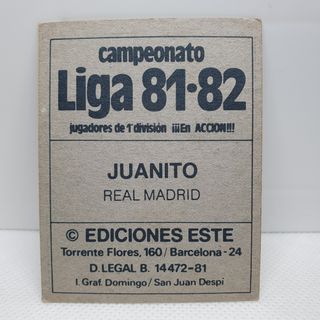 campeonato
Liga 81·82
jugadores de 1ª división ¡¡¡En ACCION!!!
JUANITO
REAL MADRID
© EDICIONES ESTE
Torrente Flores, 160/Barcelona-24
D. LEGAL B. 14472-81
I. Graf. Domingo/San Juan Despí